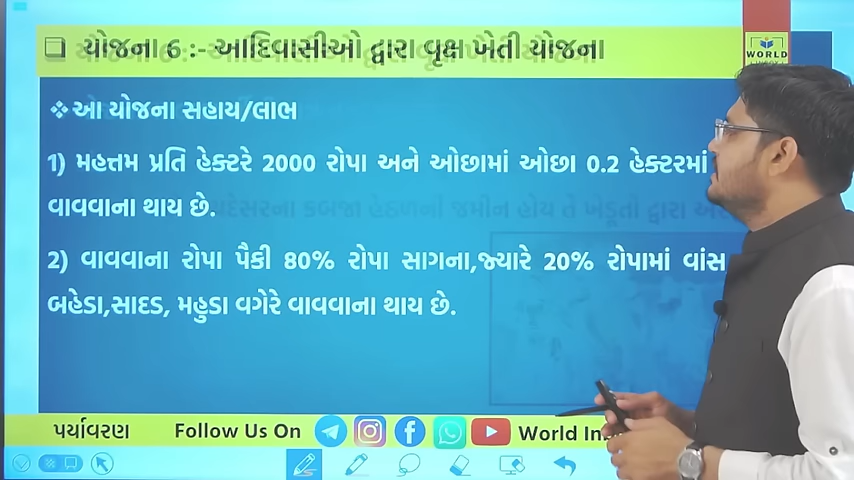 ❑ યોજના 6 :- આદિવાસીઓ દ્વારા વૃક્ષ ખેતી યોજના
WORLD
❖આ યોજના સહાય/લાભ
1) મહત્તમ પ્રતિ હેક્ટરે 2000 રોપા અને ઓછામાં ઓછા 0.2 હેક્ટરમાં
વાવવાના થાય છે.
2) વાવવાના રોપા પૈકી 80% રોપા સાગના,જ્યારે 20% રોપામાં વાંસ
બહેડા,સાદડ, મહુડા વગેરે વાવવાના થાય છે.
પર્યાવરણ Follow Us On World